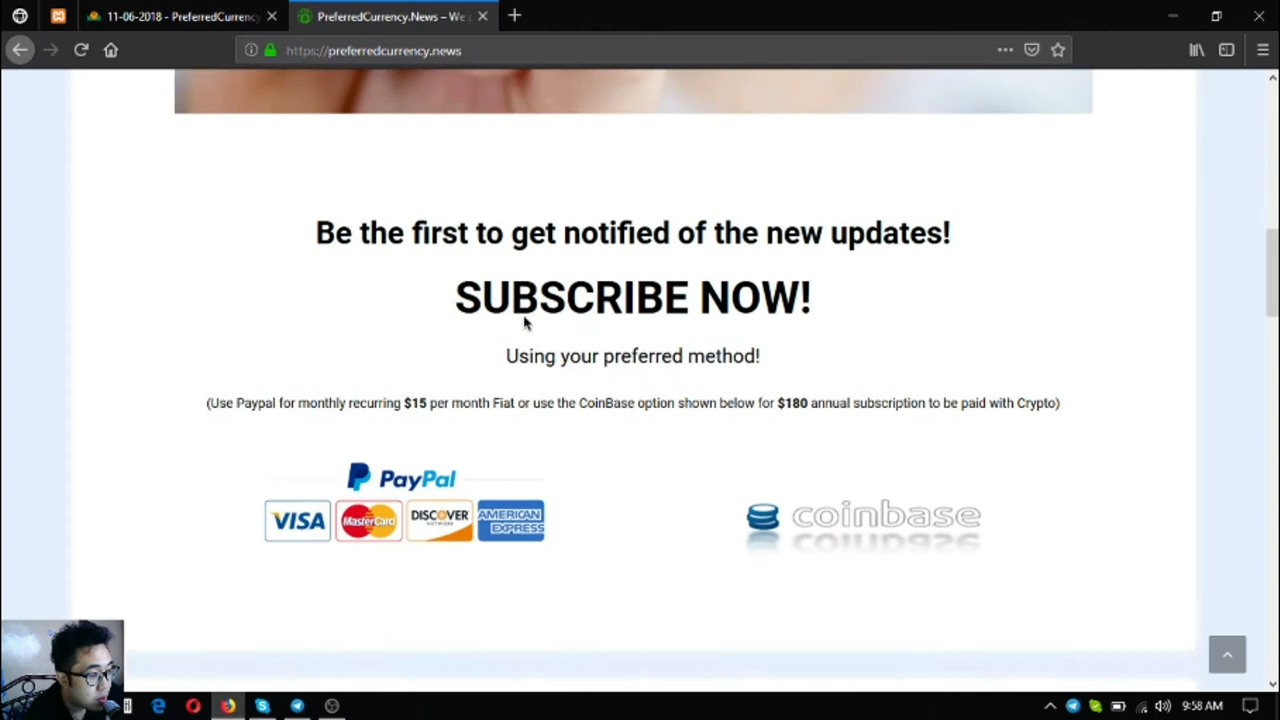 11-06-2018 - PreferredCurrency
PreferredCurrency.News – We
https://preferredcurrency.news
Be the first to get notified of the new updates!
SUBSCRIBE NOW!
Using your preferred method!
(Use Paypal for monthly recurring $15 per month Fiat or use the CoinBase option shown below for $180 annual subscription to be paid with Crypto)
PayPal
VISA MasterCard DISCOVER NETWORK AMERICAN EXPRESS
coinbase
9:58 AM